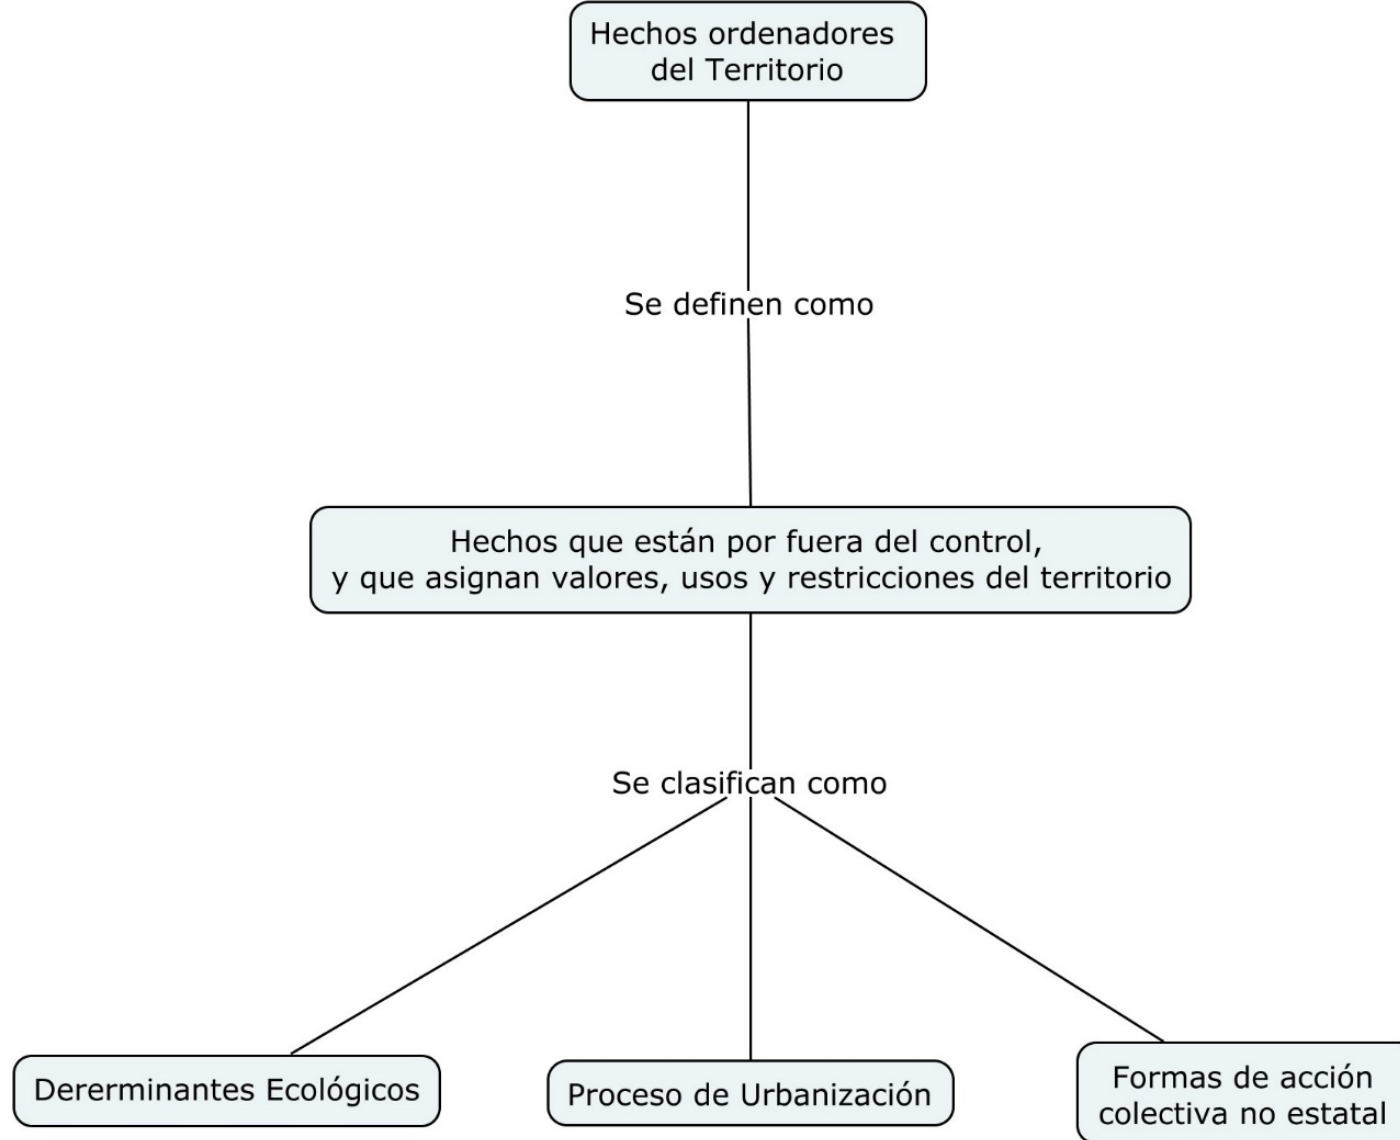 Hechos ordenadores
del Territorio
Se definen como
Hechos que están por fuera del control,
y que asignan valores, usos y restricciones del territorio
Se clasifican como
Dererminantes Ecológicos
Proceso de Urbanización
Formas de acción
colectiva no estatal